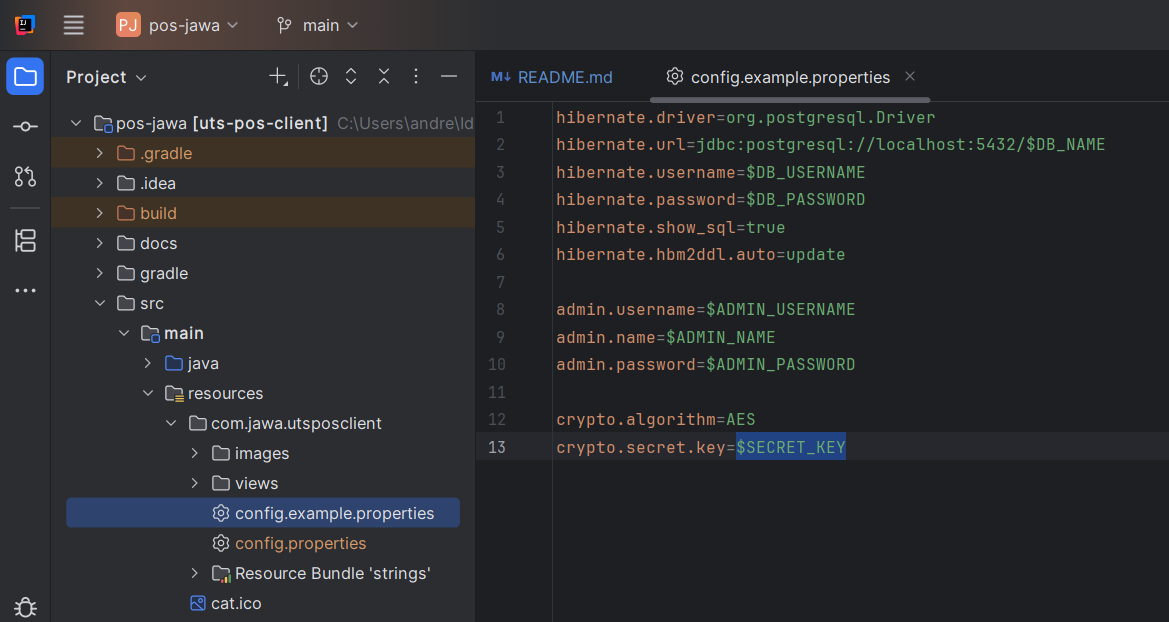 PJ pos-jawa main
Project
pos-jawa [uts-pos-client] C:\Users\andre\Id
.gradle
.idea
build
docs
gradle
src
main
java
resources
com.jawa.utsposclient
images
views
config.example.properties
config.properties
Resource Bundle 'strings'
cat.ico
M↓ README.md config.example.properties
1 hibernate.driver=org.postgresql.Driver
2 hibernate.url=jdbc:postgresql://localhost:5432/$DB_NAME
3 hibernate.username=$DB_USERNAME
4 hibernate.password=$DB_PASSWORD
5 hibernate.show_sql=true
6 hibernate.hbm2ddl.auto=update
7
8 admin.username=$ADMIN_USERNAME
9 admin.name=$ADMIN_NAME
10 admin.password=$ADMIN_PASSWORD
11
12 crypto.algorithm=AES
13 crypto.secret.key=$SECRET_KEY